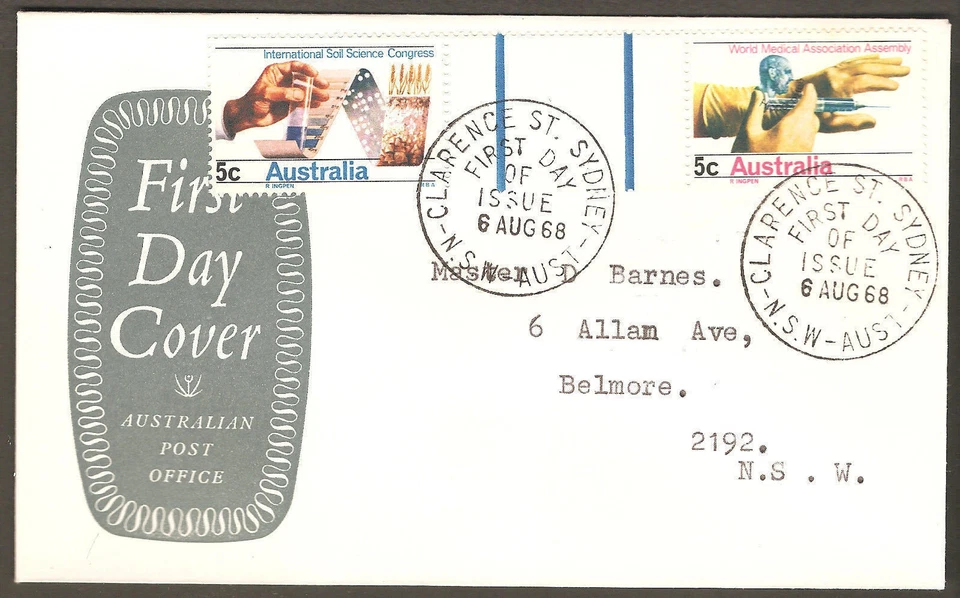 International Soil Science Congress
5c Australia
R INGPEN
RBA
World Medical Association Assembly
5c Australia
R INGPEN
RBA
CLARENCE ST. SYDNEY-N.S.W-AUST-
FIRST DAY
OF
ISSUE
6 AUG 68
CLARENCE ST. SYDNEY-N.S.W-AUST-
FIRST DAY
OF
ISSUE
6 AUG 68
First
Day
Cover
AUSTRALIAN
POST
OFFICE
Master D Barnes.
6 Allam Ave,
Belmore.
2192.
N.S . W.